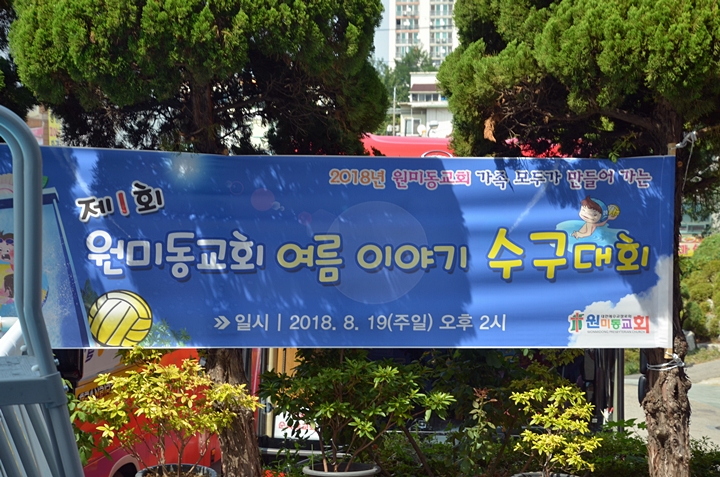 2018년 원미동교회 가족 모두가 만들어 가는
제1회
원미동교회 여름 이야기 수구대회
일시 | 2018. 8. 19(주일) 오후 2시
원미동교회